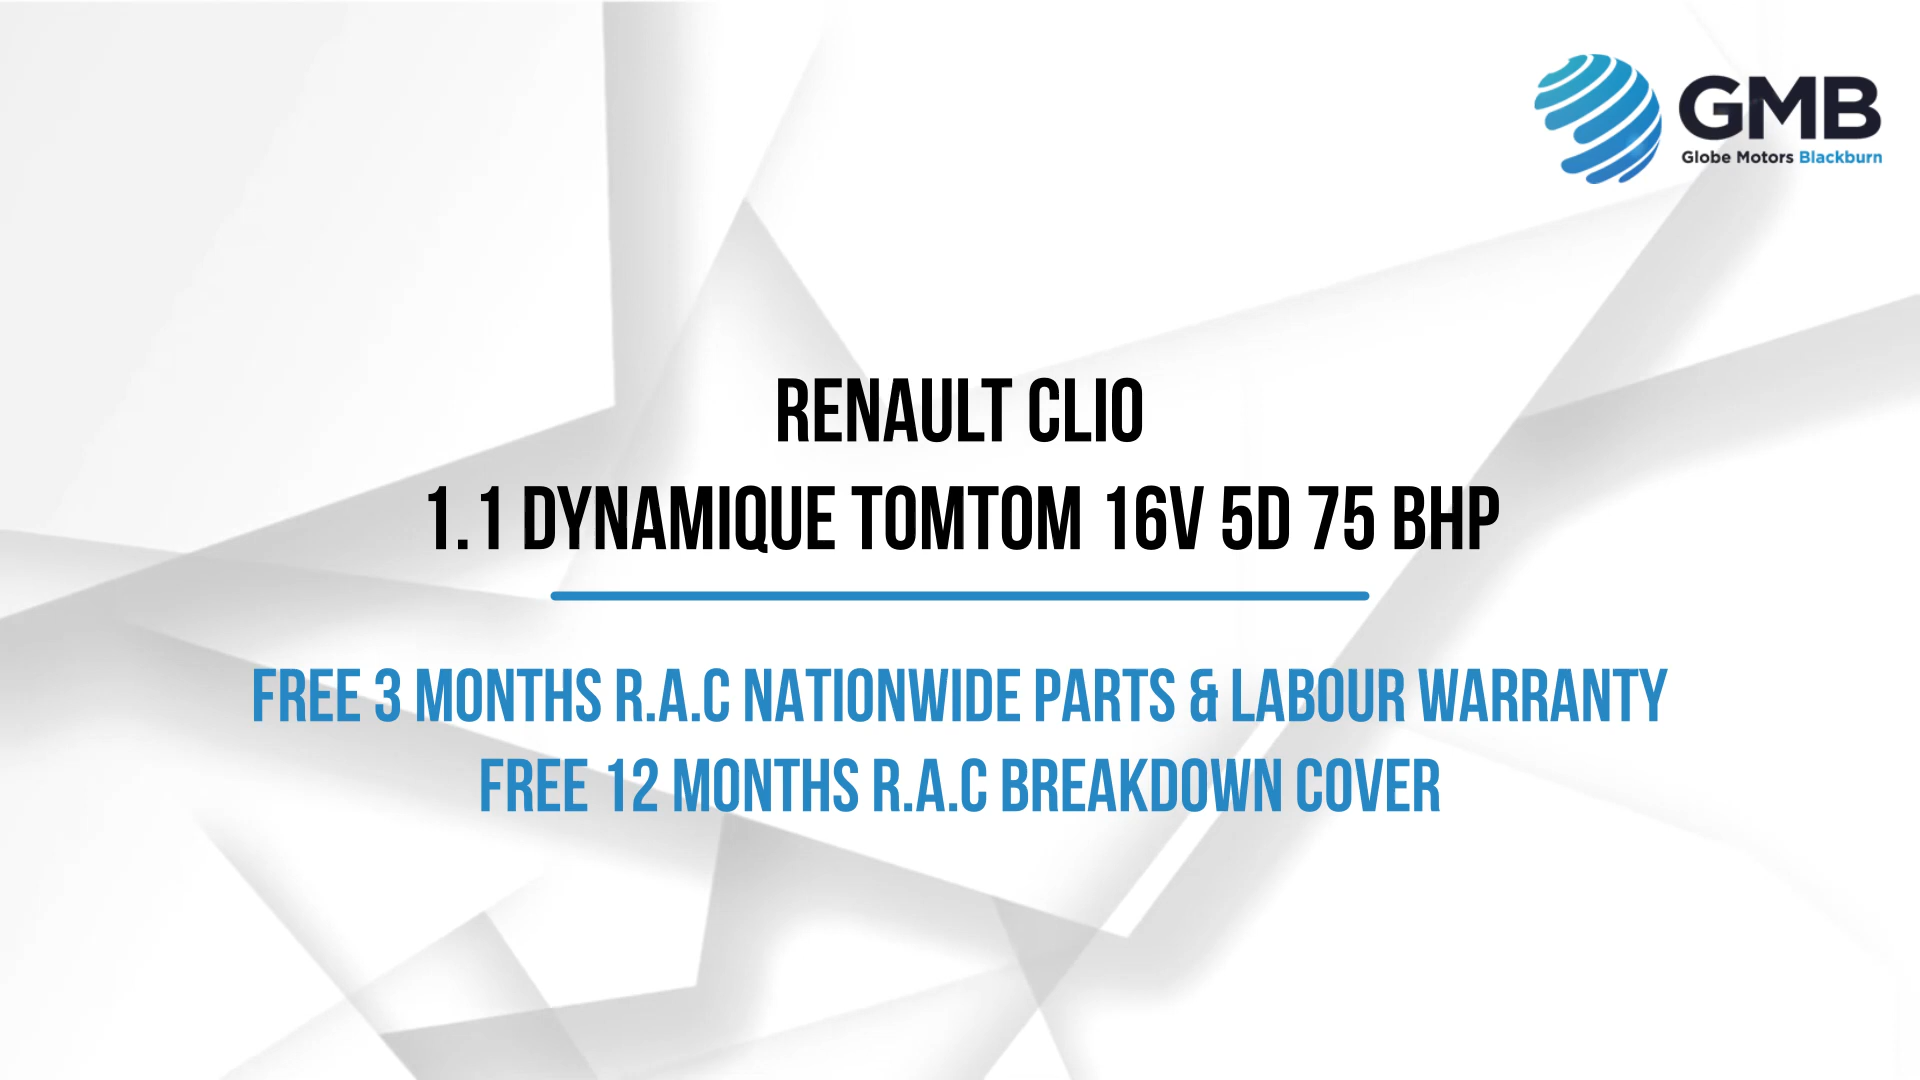 GMB
Globe Motors Blackburn
RENAULT CLIO
1.1 DYNAMIQUE TOMTOM 16V 5D 75 BHP
FREE 3 MONTHS R.A.C NATIONWIDE PARTS & LABOUR WARRANTY
FREE 12 MONTHS R.A.C BREAKDOWN COVER